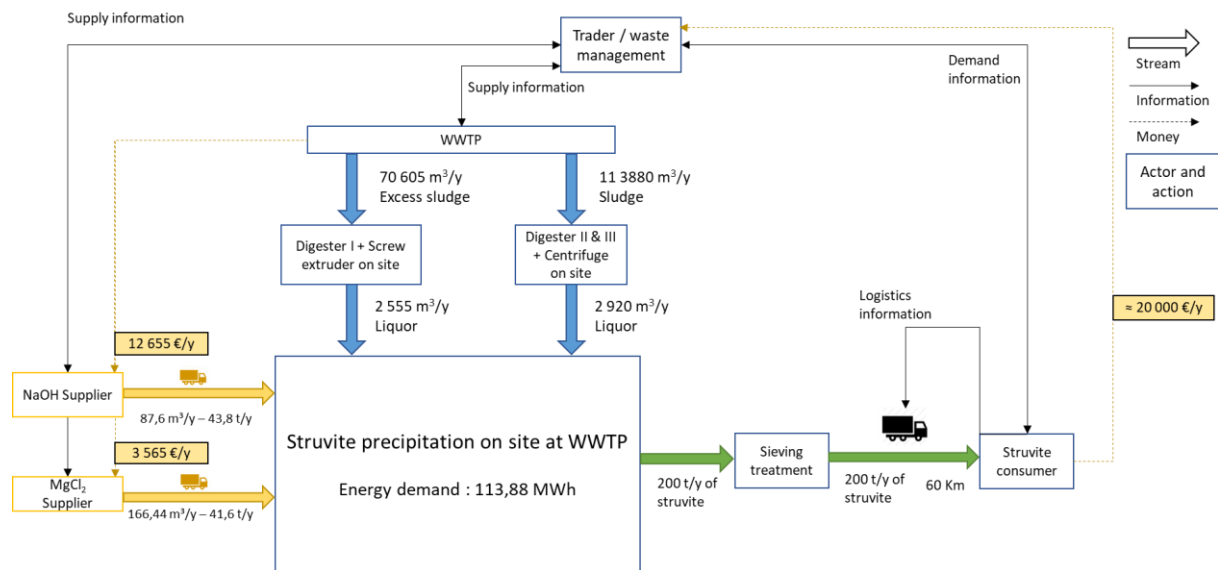 Supply information
Trader / waste
management
Supply information
Demand
information
Stream
Information
Money
Actor and
action
WWTP
70 605 m³/y
Excess sludge
11 3880 m³/y
Sludge
Digester I + Screw
extruder on site
Digester II & III
+ Centrifuge
on site
2 555 m³/y
Liquor
2 920 m³/y
Liquor
Logistics
information
≈ 20 000 €/y
12 655 €/y
NaOH Supplier
87,6 m³/y – 43,8 t/y
3 565 €/y
MgCl₂
Supplier
166,44 m³/y – 41,6 t/y
Struvite precipitation on site at WWTP
Energy demand : 113,88 MWh
200 t/y of
struvite
Sieving
treatment
200 t/y of
struvite
60 Km
Struvite
consumer